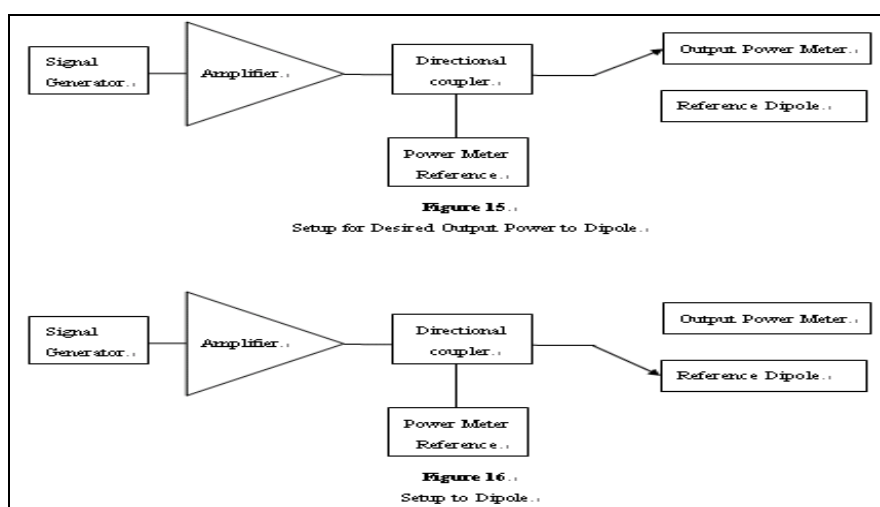 Signal
Generator.
Amplifier.
Directional
coupler.
Output Power Meter.
Reference Dipole.
Power Meter
Reference.
Figure 15.
Setup for Desired Output Power to Dipole.
Signal
Generator.
Amplifier.
Directional
coupler.
Output Power Meter.
Reference Dipole.
Power Meter
Reference.
Figure 16.
Setup to Dipole.